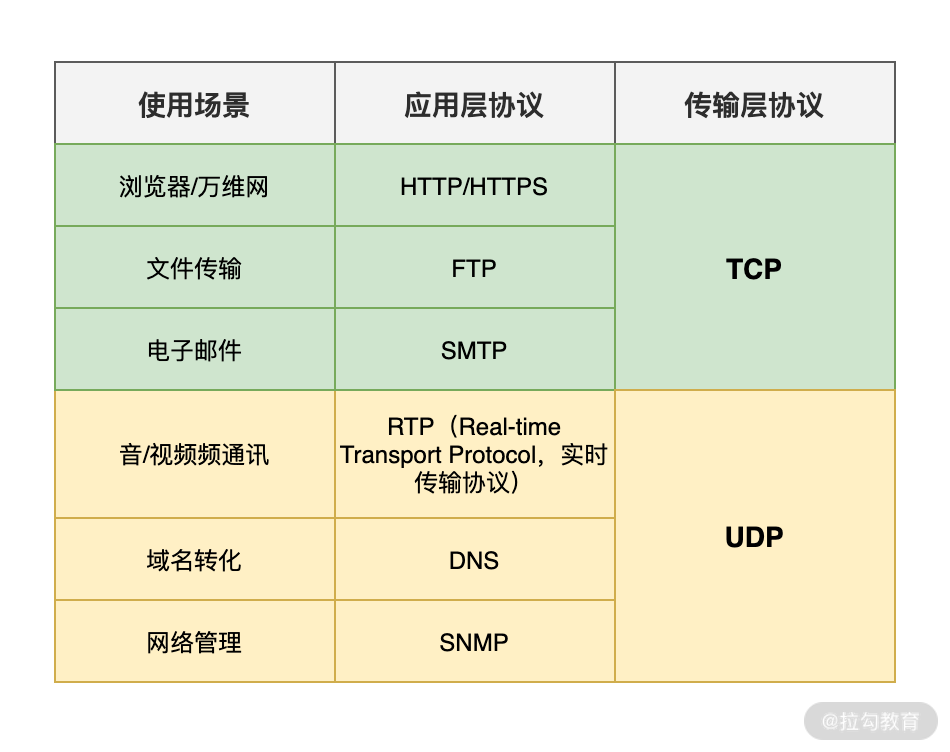 使用场景 应用层协议 传输层协议
浏览器/万维网 HTTP/HTTPS
文件传输 FTP TCP
电子邮件 SMTP
音/视频频通讯 RTP（Real-time
Transport Protocol，实时
传输协议）
UDP
域名转化 DNS
网络管理 SNMP
@拉勾教育